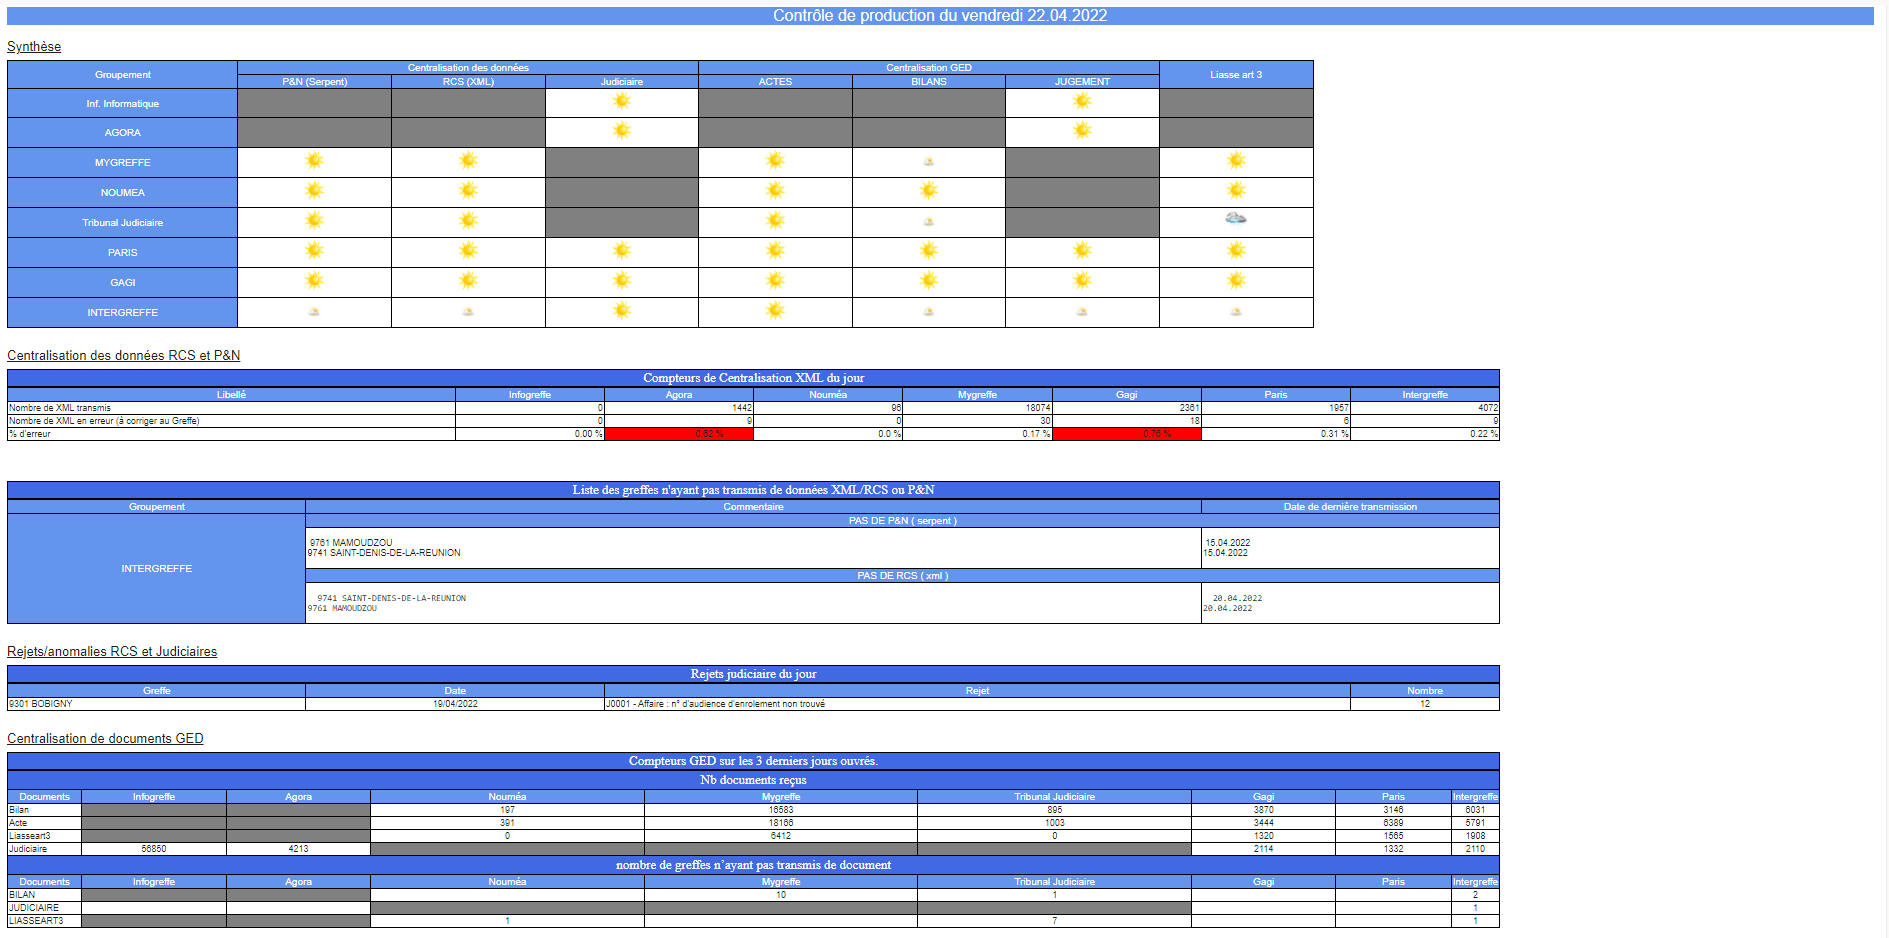 Contrôle de production du vendredi 22.04.2022
Synthèse
Groupement Centralisation des données Centralisation GED Liasse art 3
P&N (Serpent) RCS (XML) Judiciaire ACTES BILANS JUGEMENT
Inf. Informatique
AGORA
MYGREFFE
NOUMEA
Tribunal Judiciaire
PARIS
GAGI
INTERGREFFE
Centralisation des données RCS et P&N
Compteurs de Centralisation XML du jour
Libellé Infogreffe Agora Nouméa Mygreffe Gagi Paris Intergreffe
Nombre de XML transmis 0 1442 96 18074 2361 1957 4072
Nombre de XML en erreur (à corriger au Greffe) 0 9 0 30 18 6 9
% d'erreur 0.00 % 0.62 % 0.0 % 0.17 % 0.76 % 0.31 % 0.22 %
Liste des greffes n'ayant pas transmis de données XML/RCS ou P&N
Groupement Commentaire Date de dernière transmission
INTERGREFFE
PAS DE P&N ( serpent )
9761 MAMOUDZOU 15.04.2022
9741 SAINT-DENIS-DE-LA-REUNION 15.04.2022
PAS DE RCS ( xml )
9741 SAINT-DENIS-DE-LA-REUNION 20.04.2022
9761 MAMOUDZOU 20.04.2022
Rejets/anomalies RCS et Judiciaires
Rejets judiciaire du jour
Greffe Date Rejet Nombre
9301 BOBIGNY 19/04/2022 J0001 - Affaire : n° d'audience d'enrolement non trouvé 12
Centralisation de documents GED
Compteurs GED sur les 3 derniers jours ouvrés.
Nb documents reçus
Documents Infogreffe Agora Nouméa Mygreffe Tribunal Judiciaire Gagi Paris Intergreffe
Bilan 197 16583 895 3870 3146 6031
Acte 391 18166 1003 3444 6389 5791
Liasseart3 0 6412 0 1320 1565 1908
Judiciaire 56850 4213 2114 1332 2110
nombre de greffes n'ayant pas transmis de document
Documents Infogreffe Agora Nouméa Mygreffe Tribunal Judiciaire Gagi Paris Intergreffe
BILAN 10 1 2
JUDICIAIRE 1
LIASSEART3 1 7 1